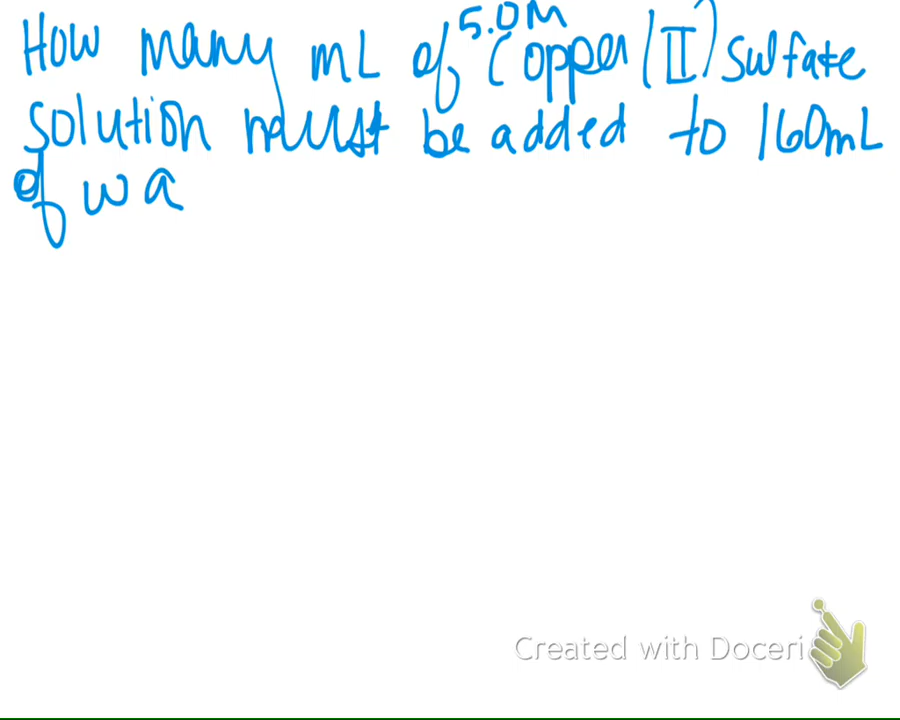 How many mL of 5.0M Copper (II) sulfate
solution must be added to 160mL
of wa
Created with Doceri